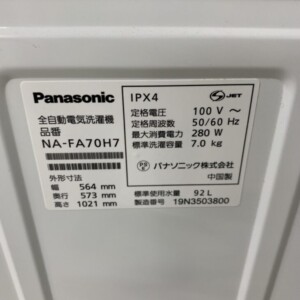 Panasonic
全自動電気洗濯機
品番
NA-FA70H7
外形寸法
幅 564 mm
奥行 573 mm
高さ 1021 mm
IPX4
JET
定格電圧 100 V ～
定格周波数 50/60 Hz
最大消費電力 280 W
標準洗濯容量 7.0 kg
パナソニック株式会社
中国製
標準使用水量 92 L
製造番号 19N3503800